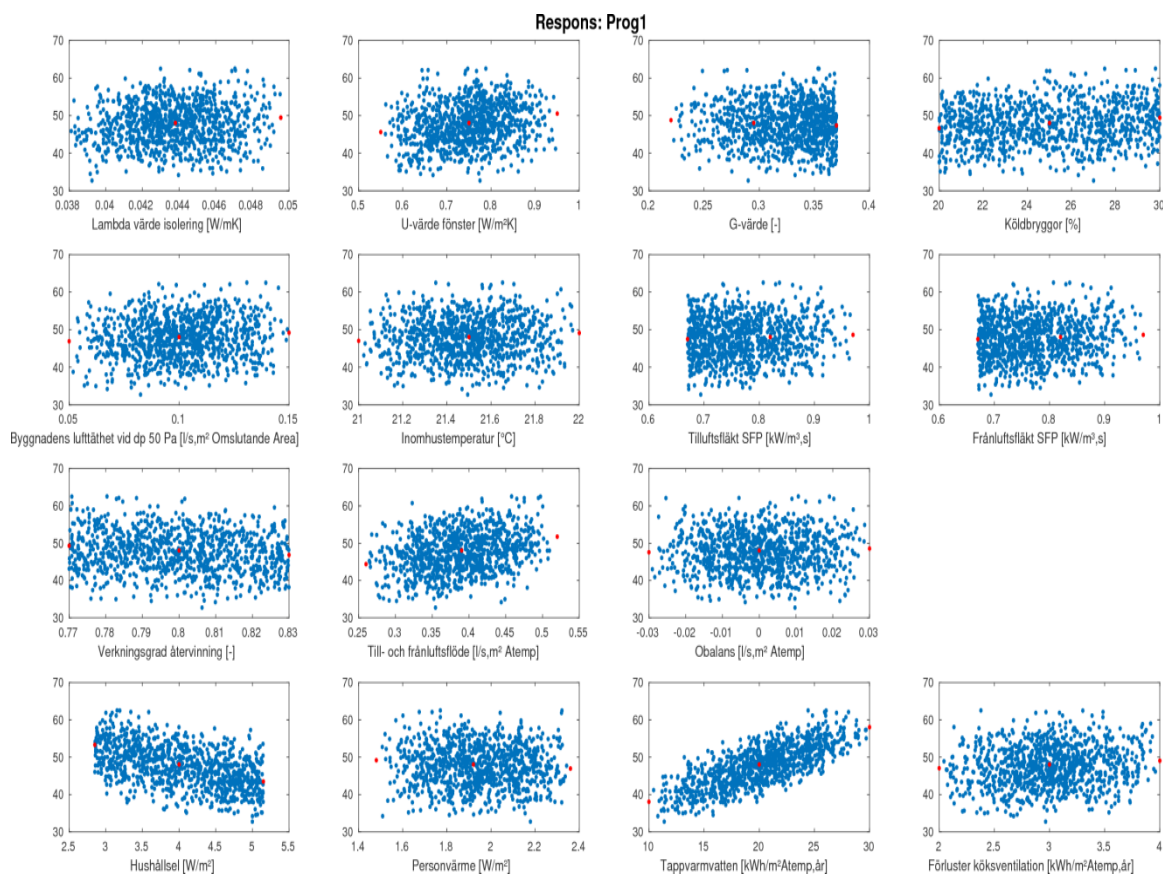 Respons: Prog1
70 70 70 70
60 60 60 60
50 50 50 50
40 40 40 40
30 30 30 30
0.038 0.04 0.042 0.044 0.046 0.048 0.05 0.5 0.6 0.7 0.8 0.9 1 0.2 0.25 0.3 0.35 0.4 20 22 24 26 28 30
Lambda värde isolering [W/mK] U-värde fönster [W/m²K] G-värde [-] Köldbryggor [%]
70 70 70 70
60 60 60 60
50 50 50 50
40 40 40 40
30 30 30 30
0.05 0.1 0.15 21 21.2 21.4 21.6 21.8 22 0.6 0.7 0.8 0.9 1 0.6 0.7 0.8 0.9 1
Byggnadens lufttäthet vid dp 50 Pa [l/s,m² Omslutande Area] Inomhustemperatur [°C] Tilluftsfläkt SFP [kW/m³,s] Frånluftsfläkt SFP [kW/m³,s]
70 70 70
60 60 60
50 50 50
40 40 40
30 30 30
0.77 0.78 0.79 0.8 0.81 0.82 0.83 0.25 0.3 0.35 0.4 0.45 0.5 0.55 -0.03 -0.02 -0.01 0 0.01 0.02 0.03
Verkningsgrad återvinning [-] Till- och frånluftsflöde [l/s,m² Atemp] Obalans [l/s,m² Atemp]
70 70 70 70
60 60 60 60
50 50 50 50
40 40 40 40
30 30 30 30
2.5 3 3.5 4 4.5 5 5.5 1.4 1.6 1.8 2 2.2 2.4 10 15 20 25 30 2 2.5 3 3.5 4
Hushållsel [W/m²] Personvärme [W/m²] Tappvarmvatten [kWh/m²Atemp,år] Förluster köksventilation [kWh/m²Atemp,år]